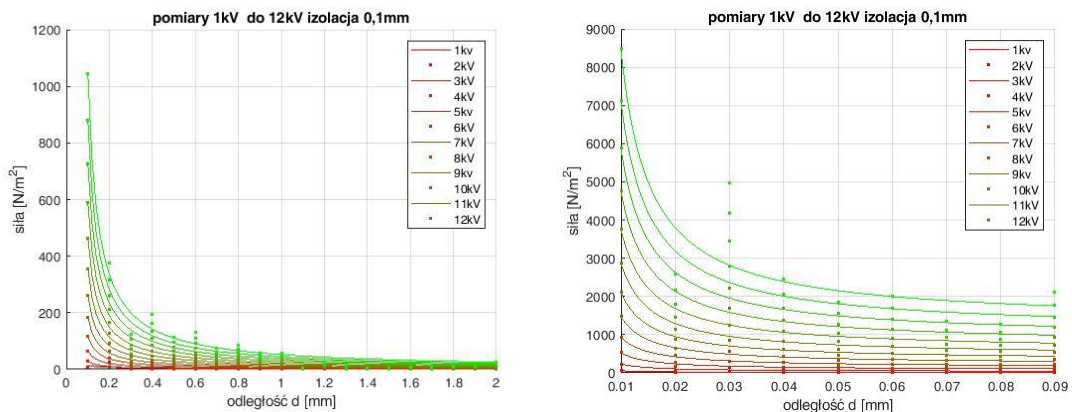 pomiary 1kV  do 12kV izolacja 0,1mm
1200
1000
800
600
400
200
0
siła [N/m²]
1kv
2kV
3kV
4kV
5kv
6kV
7kV
8kV
9kv
10kV
11kV
12kV
0 0.2 0.4 0.6 0.8 1 1.2 1.4 1.6 1.8 2
odległość d [mm]
pomiary 1kV  do 12kV izolacja 0,1mm
9000
8000
7000
6000
5000
4000
3000
2000
1000
0
siła [N/m²]
1kv
2kV
3kV
4kV
5kv
6kV
7kV
8kV
9kv
10kV
11kV
12kV
0.01 0.02 0.03 0.04 0.05 0.06 0.07 0.08 0.09
odległość d [mm]